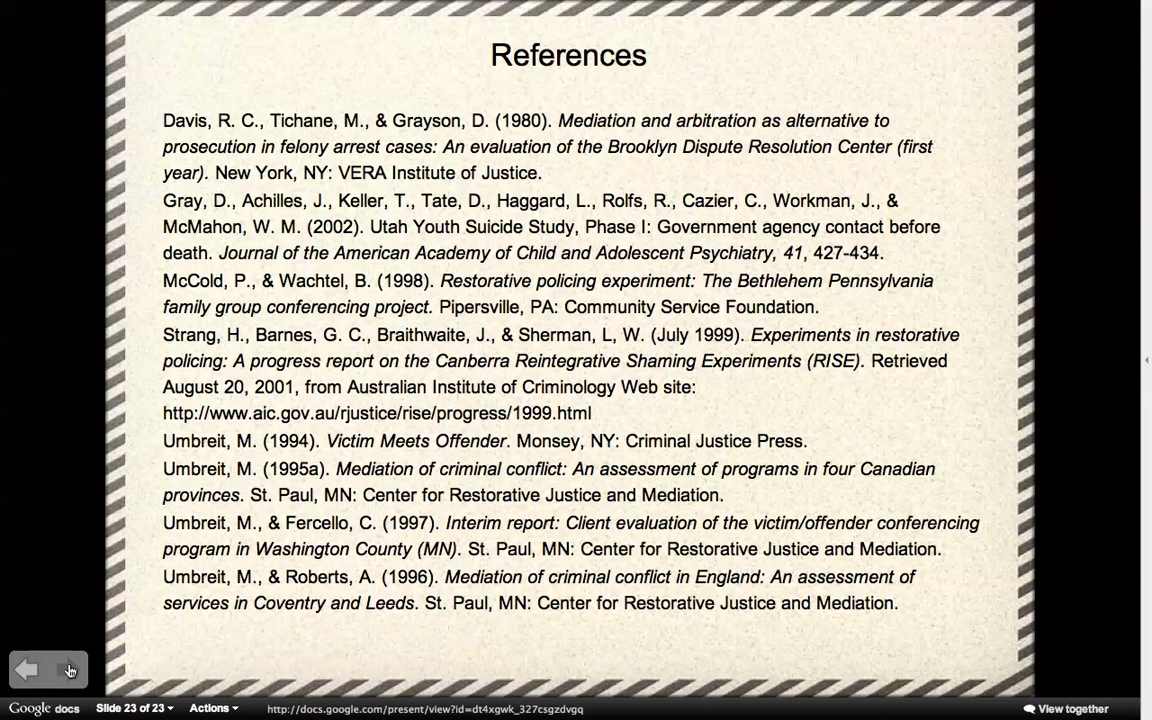 References
Davis, R. C., Tichane, M., & Grayson, D. (1980). Mediation and arbitration as alternative to
prosecution in felony arrest cases: An evaluation of the Brooklyn Dispute Resolution Center (first
year). New York, NY: VERA Institute of Justice.
Gray, D., Achilles, J., Keller, T., Tate, D., Haggard, L., Rolfs, R., Cazier, C., Workman, J., &
McMahon, W. M. (2002). Utah Youth Suicide Study, Phase I: Government agency contact before
death. Journal of the American Academy of Child and Adolescent Psychiatry, 41, 427-434.
McCold, P., & Wachtel, B. (1998). Restorative policing experiment: The Bethlehem Pennsylvania
family group conferencing project. Pipersville, PA: Community Service Foundation.
Strang, H., Barnes, G. C., Braithwaite, J., & Sherman, L, W. (July 1999). Experiments in restorative
policing: A progress report on the Canberra Reintegrative Shaming Experiments (RISE). Retrieved
August 20, 2001, from Australian Institute of Criminology Web site:
http://www.aic.gov.au/rjustice/rise/progress/1999.html
Umbreit, M. (1994). Victim Meets Offender. Monsey, NY: Criminal Justice Press.
Umbreit, M. (1995a). Mediation of criminal conflict: An assessment of programs in four Canadian
provinces. St. Paul, MN: Center for Restorative Justice and Mediation.
Umbreit, M., & Fercello, C. (1997). Interim report: Client evaluation of the victim/offender conferencing
program in Washington County (MN). St. Paul, MN: Center for Restorative Justice and Mediation.
Umbreit, M., & Roberts, A. (1996). Mediation of criminal conflict in England: An assessment of
services in Coventry and Leeds. St. Paul, MN: Center for Restorative Justice and Mediation.
Google docs Slide 23 of 23 Actions http://docs.google.com/present/view?id=dt4xgwk_327csgzdvgq View together